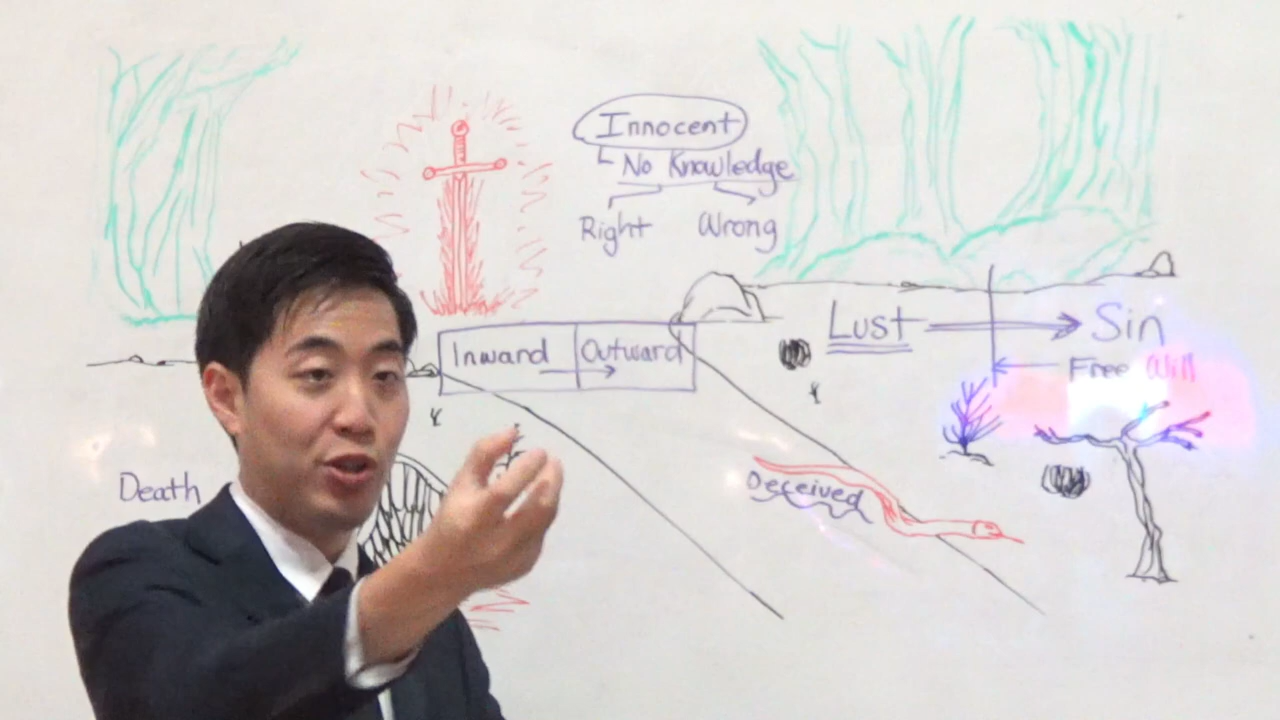 Innocent
No Knowledge
Right Wrong
Inward Outward
Lust Sin
Free Will
Death
Deceived